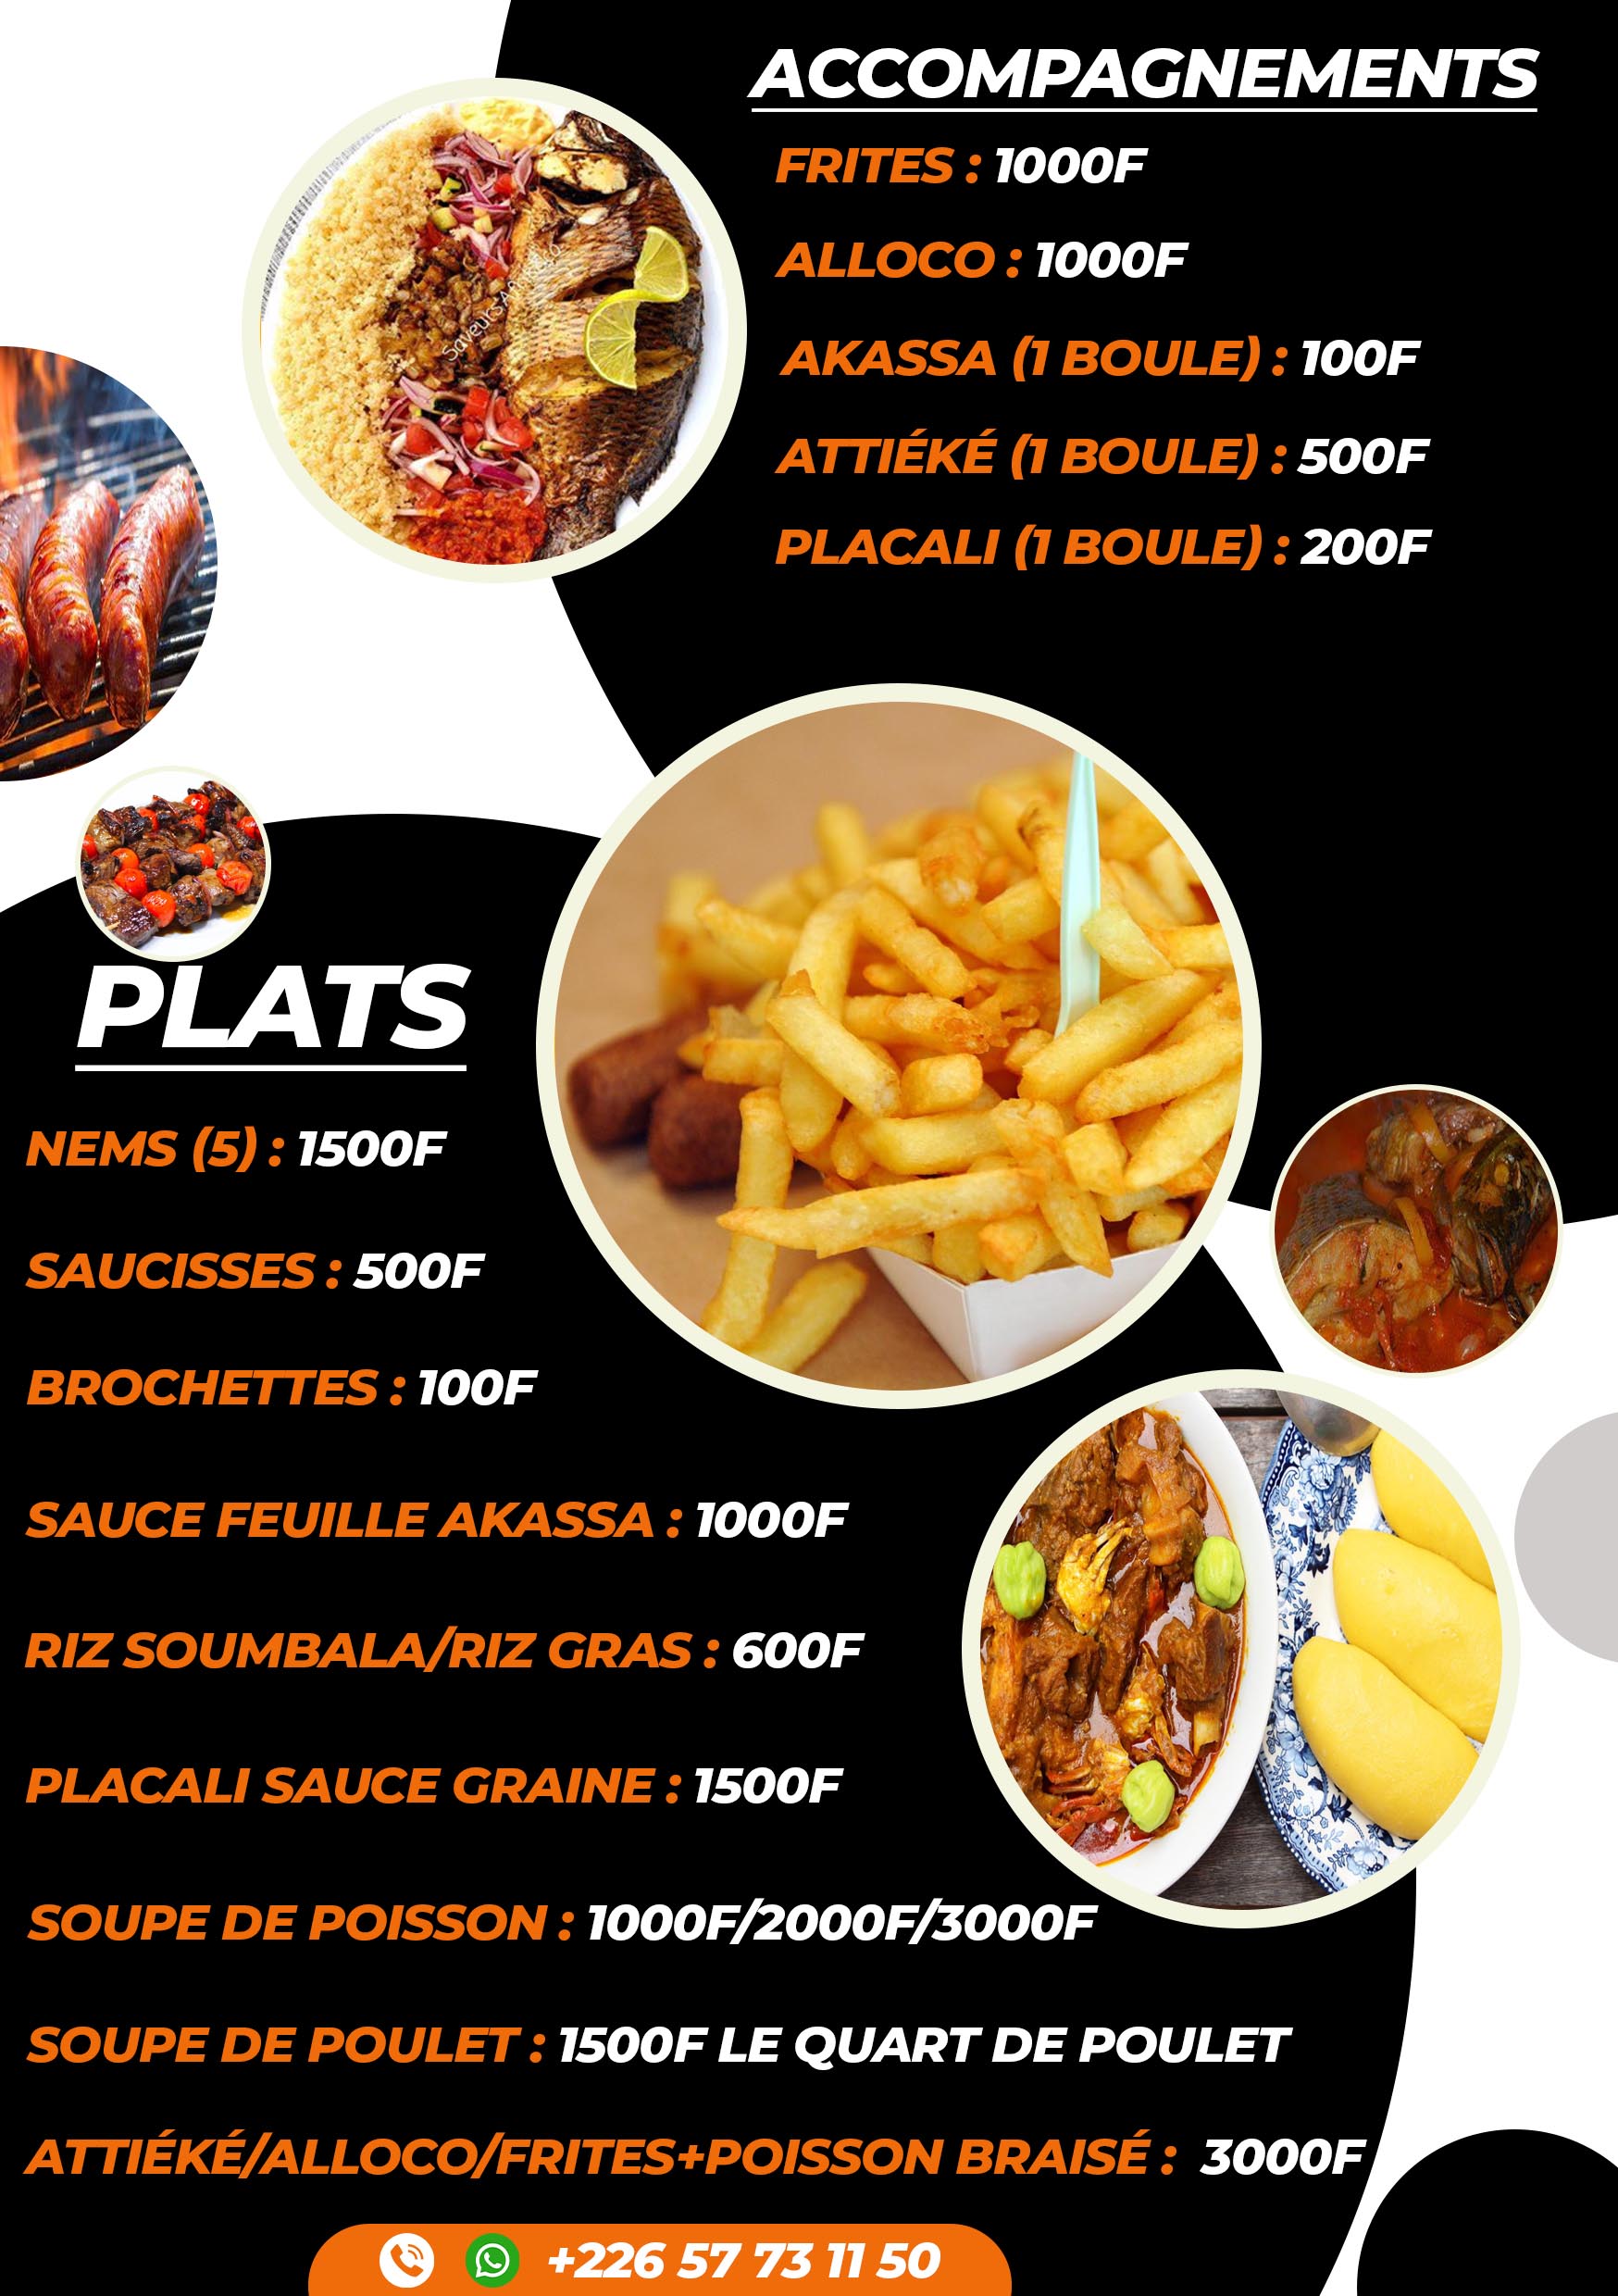 ACCOMPAGNEMENTS
FRITES : 1000F
ALLOCO : 1000F
AKASSA (1 BOULE) : 100F
ATTIÉKÉ (1 BOULE) : 500F
PLACALI (1 BOULE) : 200F
PLATS
NEMS (5) : 1500F
SAUCISSES : 500F
BROCHETTES : 100F
SAUCE FEUILLE AKASSA : 1000F
RIZ SOUMBALA/RIZ GRAS : 600F
PLACALI SAUCE GRAINE : 1500F
SOUPE DE POISSON : 1000F/2000F/3000F
SOUPE DE POULET : 1500F LE QUART DE POULET
ATTIÉKÉ/ALLOCO/FRITES+POISSON BRAISÉ : 3000F
+226 57 73 11 50